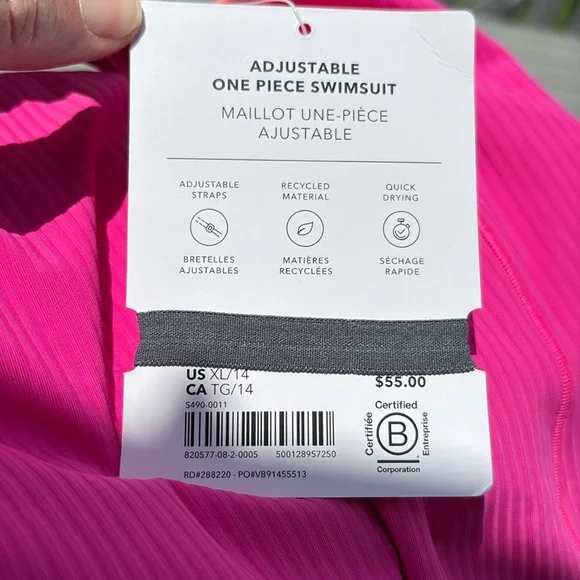 ADJUSTABLE
ONE PIECE SWIMSUIT
MAILLOT UNE-PIÈCE
AJUSTABLE
ADJUSTABLE
STRAPS
BRETELLES
AJUSTABLES
RECYCLED
MATERIAL
MATIÈRES
RECYCLÉES
QUICK
DRYING
SÉCHAGE
RAPIDE
US XL/14
CA TG/14
S490-0011
820577-08-2-0005 500128957250
RD#288220 - PO#VB91455513
$55.00
Certified
Certifiée
B
Entreprise
Corporation